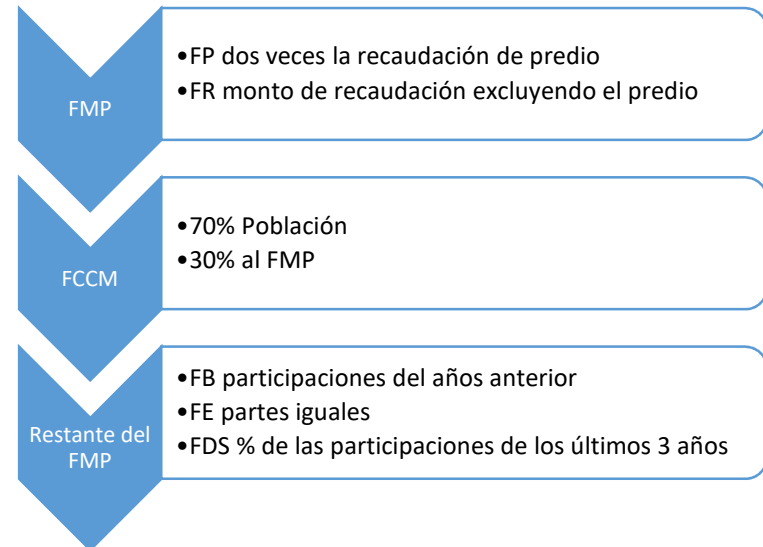 FMP
•FP dos veces la recaudación de predio
•FR monto de recaudación excluyendo el predio
FCCM
•70% Población
•30% al FMP
Restante del
FMP
•FB participaciones del años anterior
•FE partes iguales
•FDS % de las participaciones de los últimos 3 años